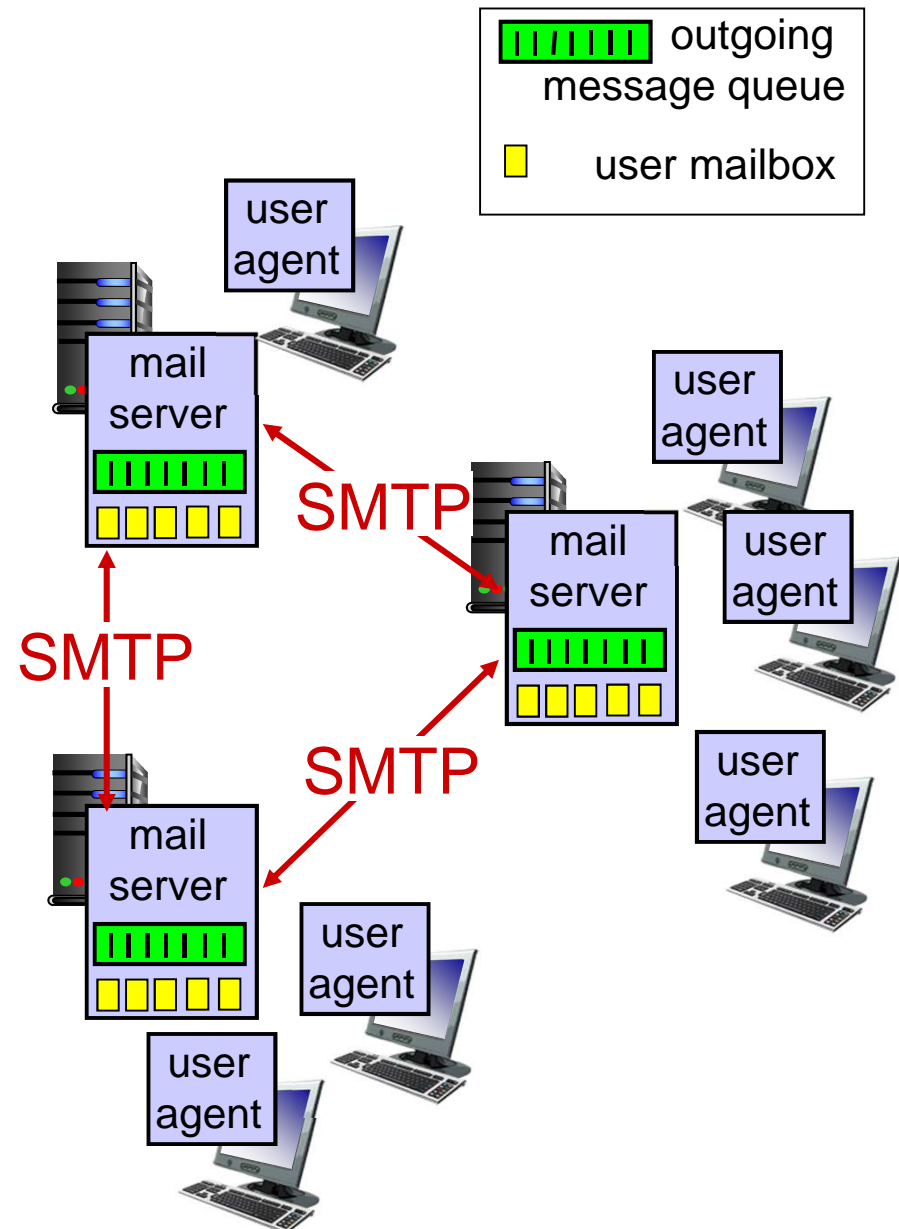 outgoing
message queue
user mailbox
user
agent
mail
server
SMTP
user
agent
mail
server
user
agent
SMTP
SMTP
user
agent
mail
server
user
agent
user
agent